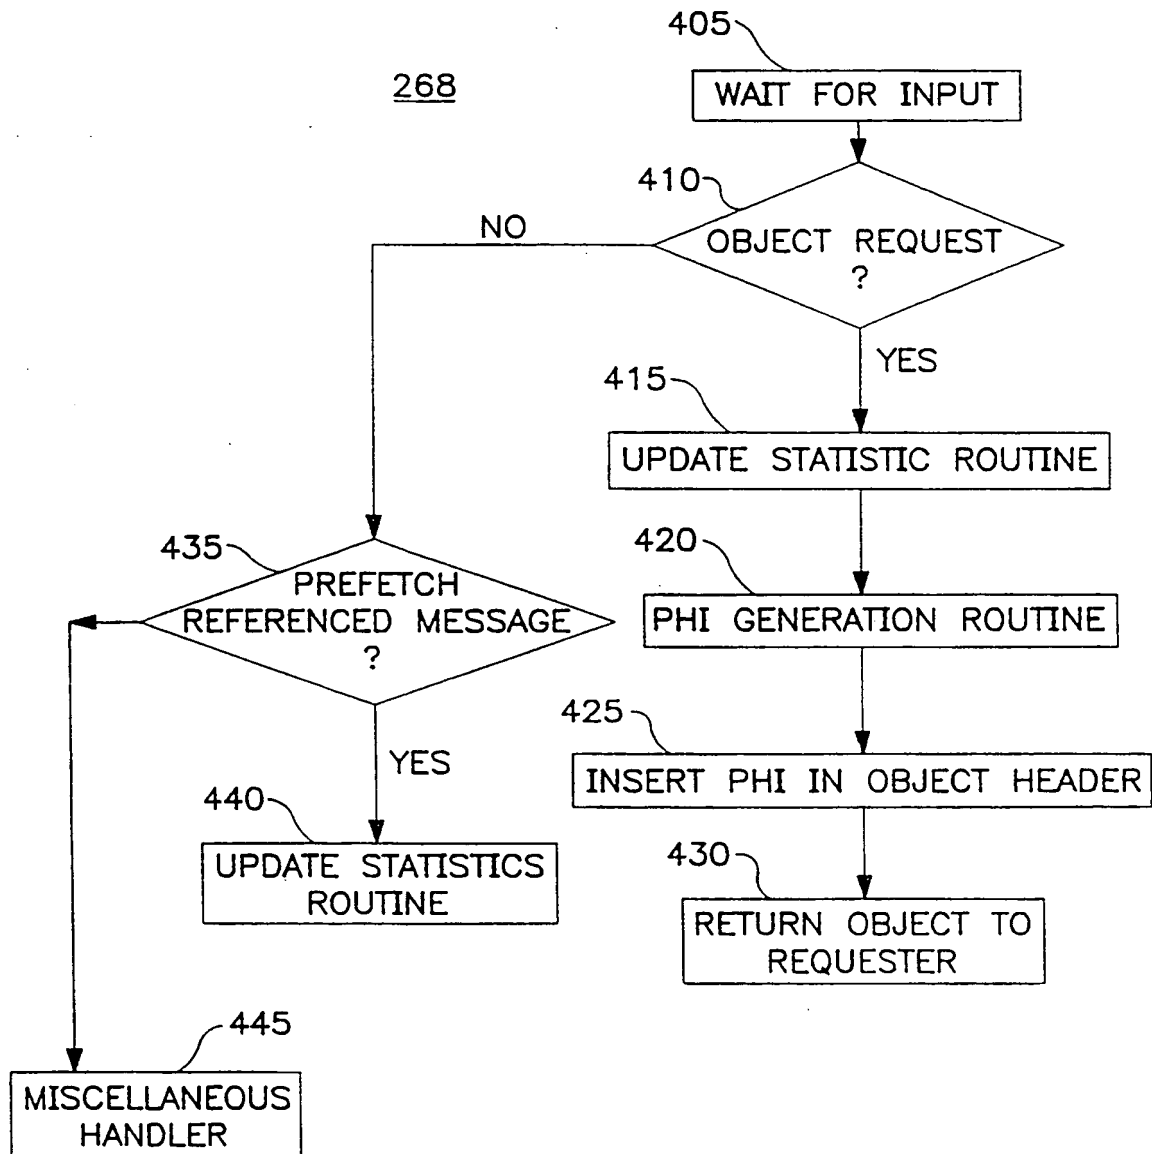 405
268
WAIT FOR INPUT
410
NO
OBJECT REQUEST
?
YES
415
UPDATE STATISTIC ROUTINE
435
420
PREFETCH
REFERENCED MESSAGE
?
PHI GENERATION ROUTINE
425
YES
INSERT PHI IN OBJECT HEADER
440
UPDATE STATISTICS
ROUTINE
430
RETURN OBJECT TO
REQUESTER
445
MISCELLANEOUS
HANDLER